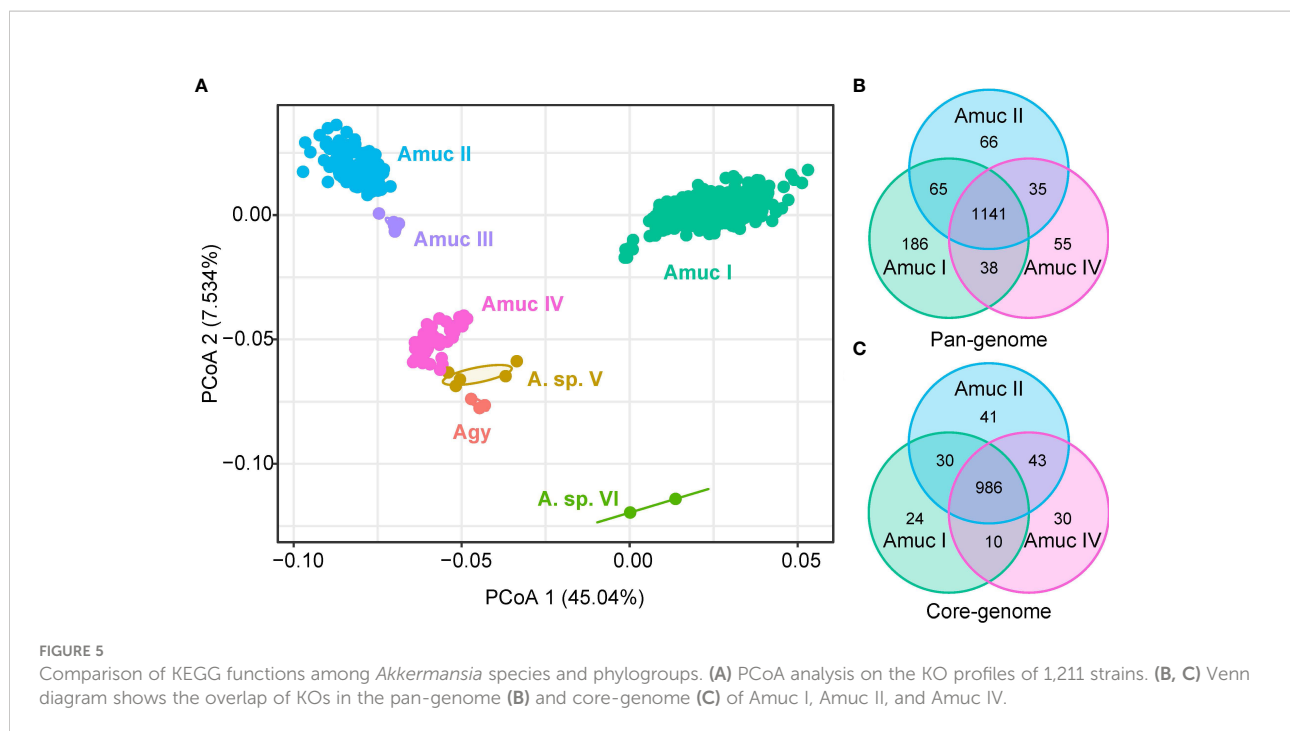 A
Amuc II
Amuc III
Amuc I
Amuc IV
A. sp. V
Agy
A. sp. VI
0.00
−0.05
−0.10
−0.10
−0.05
0.00
0.05
PCoA 2 (7.534%)
PCoA 1 (45.04%)
B
Amuc II
66
65
35
1141
186
55
Amuc I
38
Amuc IV
Pan-genome
C
Amuc II
41
30
43
986
24
30
Amuc I
10
Amuc IV
Core-genome
FIGURE 5
Comparison of KEGG functions among Akkermansia species and phylogroups. (A) PCoA analysis on the KO profiles of 1,211 strains. (B, C) Venn
diagram shows the overlap of KOs in the pan-genome (B) and core-genome (C) of Amuc I, Amuc II, and Amuc IV.